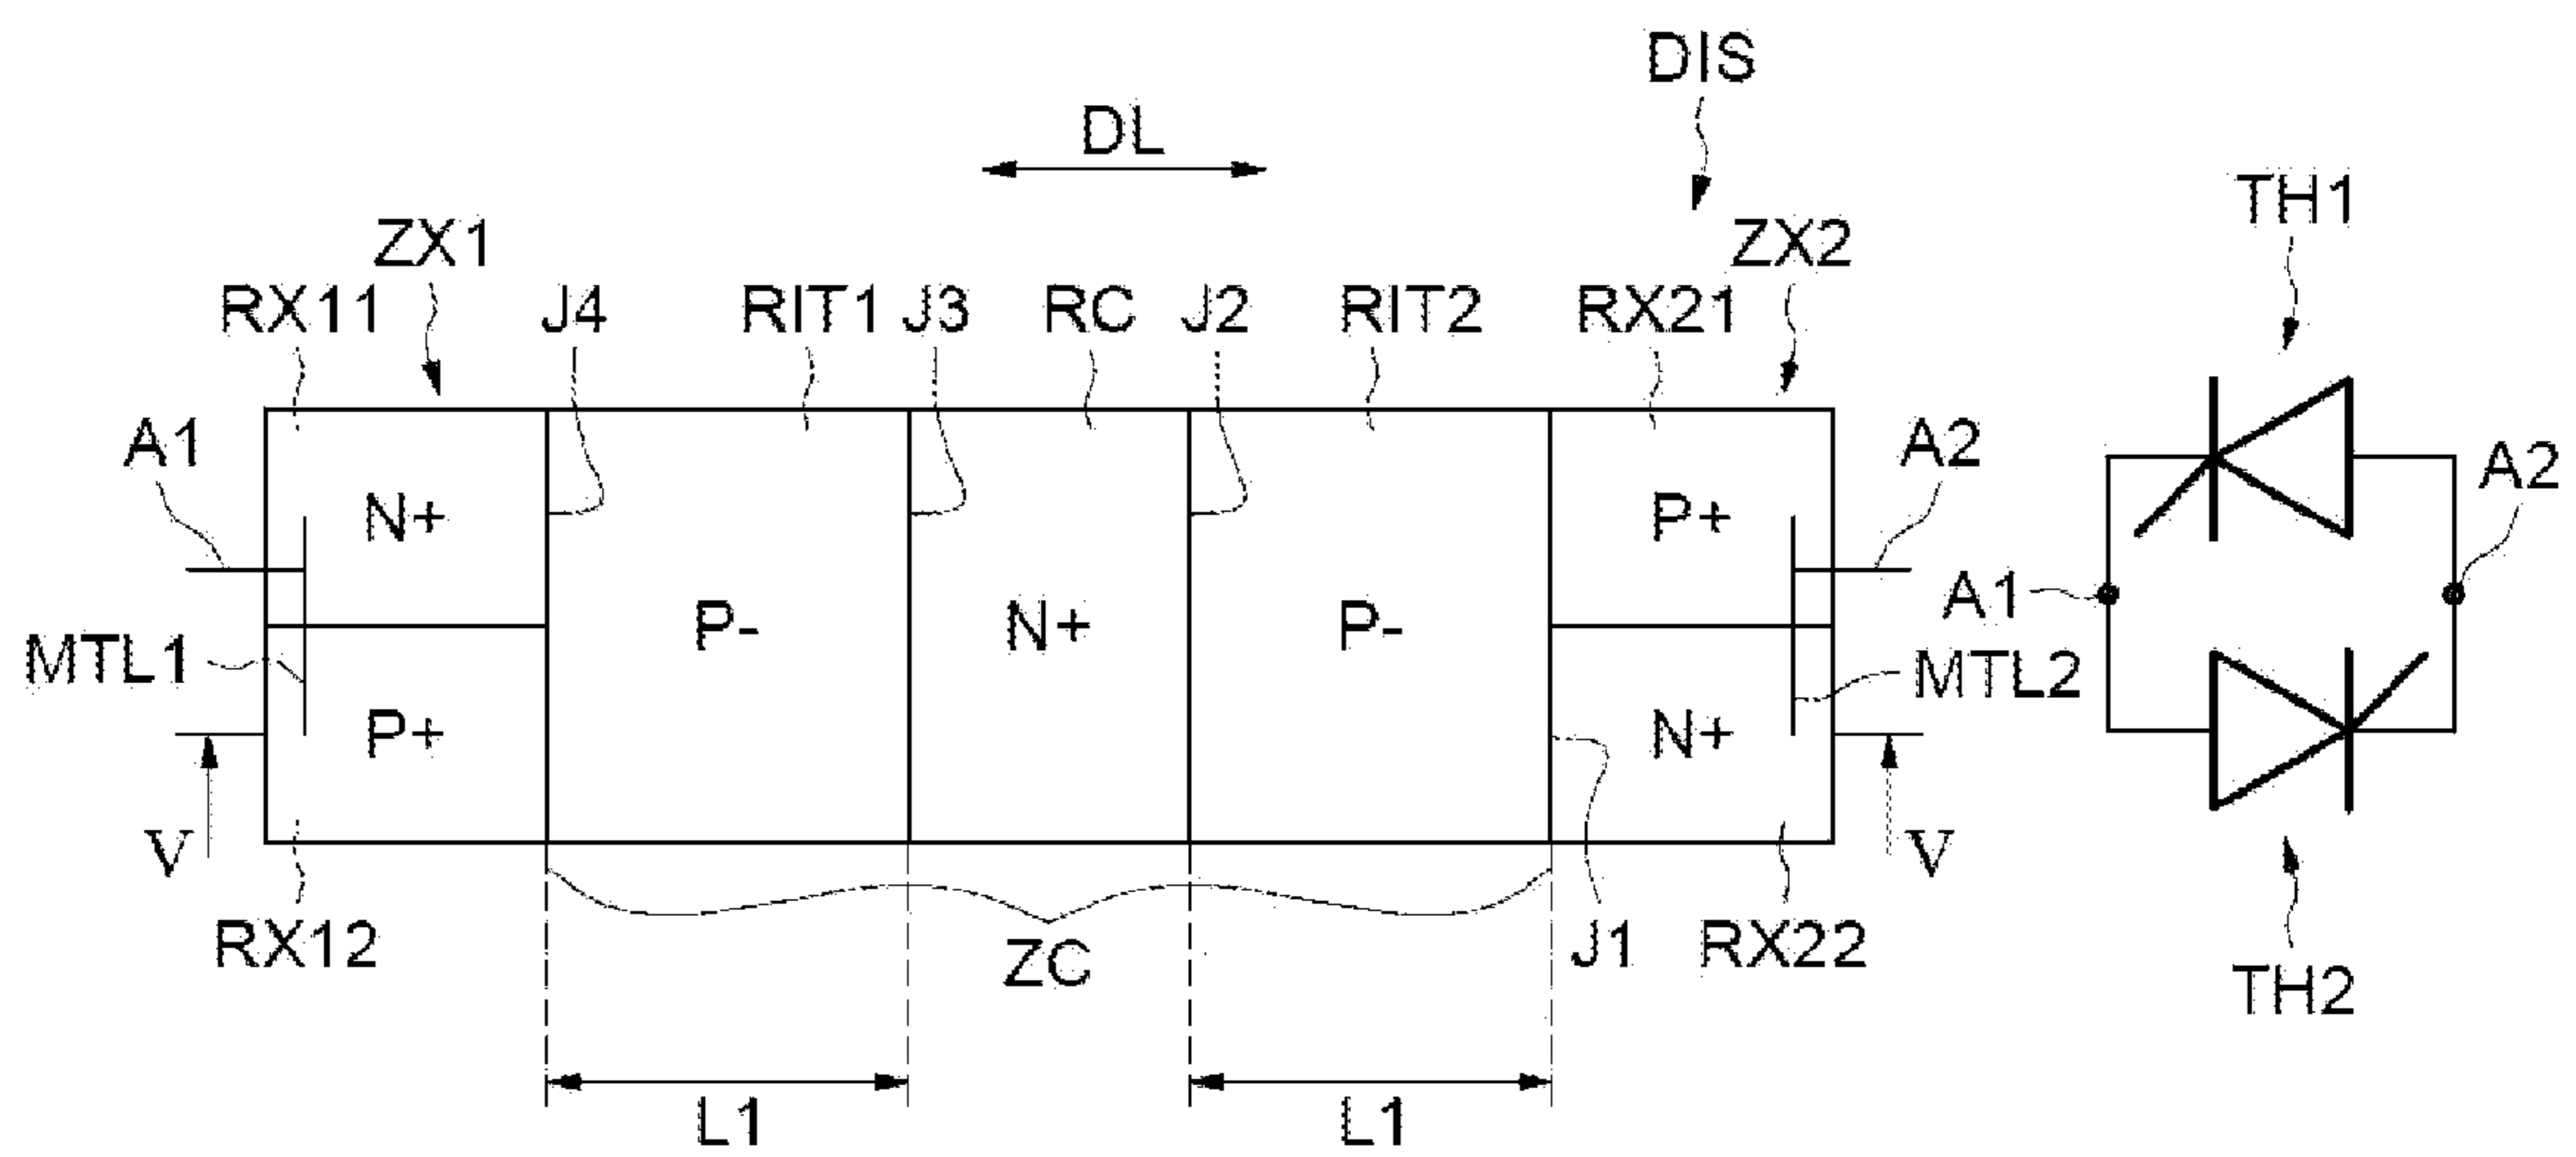 DIS
DL
TH1
ZX1 ZX2
RX11 J4 RIT1 J3 RC J2 RIT2 RX21
A1 A2 A2
N+ P+
A1
P- N+ P-
MTL1 MTL2
P+ N+
V V
RX12 ZC J1 RX22
TH2
L1 L1